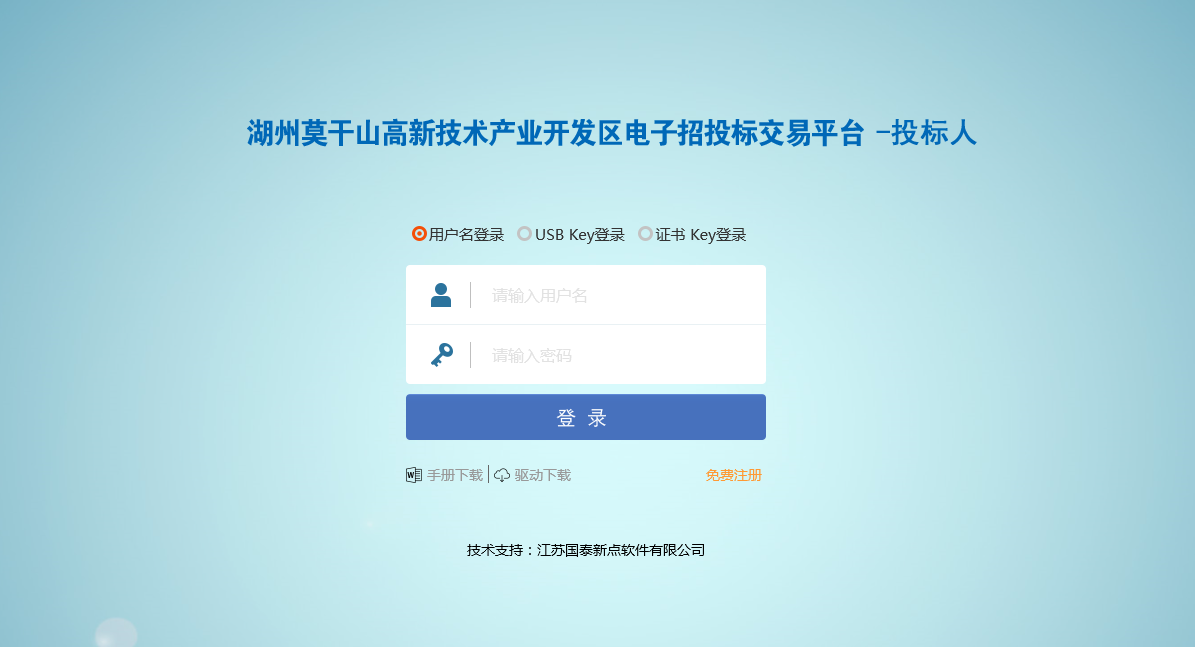 湖州莫干山高新技术产业开发区电子招投标交易平台 -投标人
用户名登录 USB Key登录 证书 Key登录
请输入用户名
请输入密码
登 录
手册下载 驱动下载 免费注册
技术支持：江苏国泰新点软件有限公司